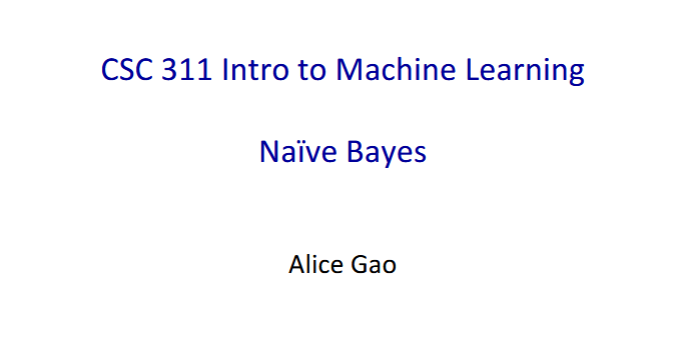 CSC 311 Intro to Machine Learning
Naïve Bayes
Alice Gao